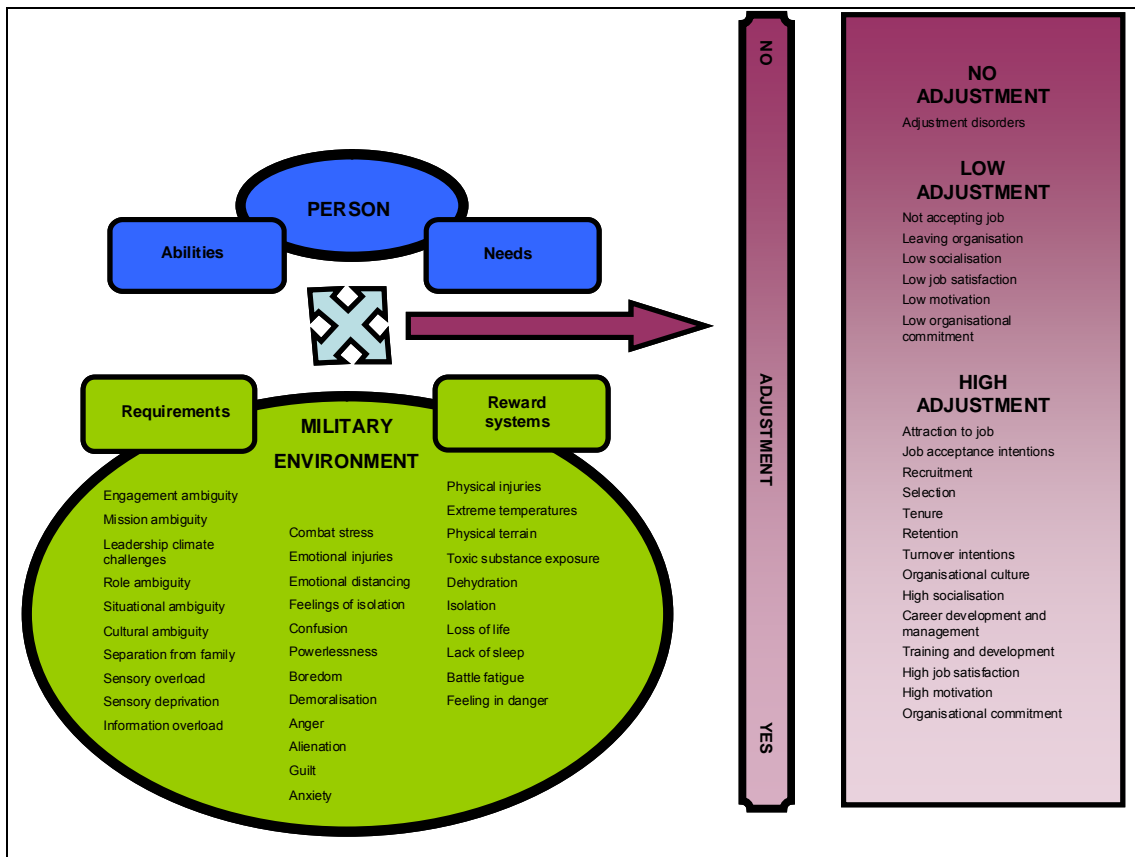 PERSON
Abilities
Needs
Requirements
Reward
systems
MILITARY
ENVIRONMENT
Engagement ambiguity
Mission ambiguity
Leadership climate
challenges
Role ambiguity
Situational ambiguity
Cultural ambiguity
Separation from family
Sensory overload
Sensory deprivation
Information overload
Combat stress
Emotional injuries
Emotional distancing
Feelings of isolation
Confusion
Powerlessness
Boredom
Demoralisation
Anger
Alienation
Guilt
Anxiety
Physical injuries
Extreme temperatures
Physical terrain
Toxic substance exposure
Dehydration
Isolation
Loss of life
Lack of sleep
Battle fatigue
Feeling in danger
NO
ADJUSTMENT
YES
NO
ADJUSTMENT
Adjustment disorders
LOW
ADJUSTMENT
Not accepting job
Leaving organisation
Low socialisation
Low job satisfaction
Low motivation
Low organisational
commitment
HIGH
ADJUSTMENT
Attraction to job
Job acceptance intentions
Recruitment
Selection
Tenure
Retention
Turnover intentions
Organisational culture
High socialisation
Career development and
management
Training and development
High job satisfaction
High motivation
Organisational commitment